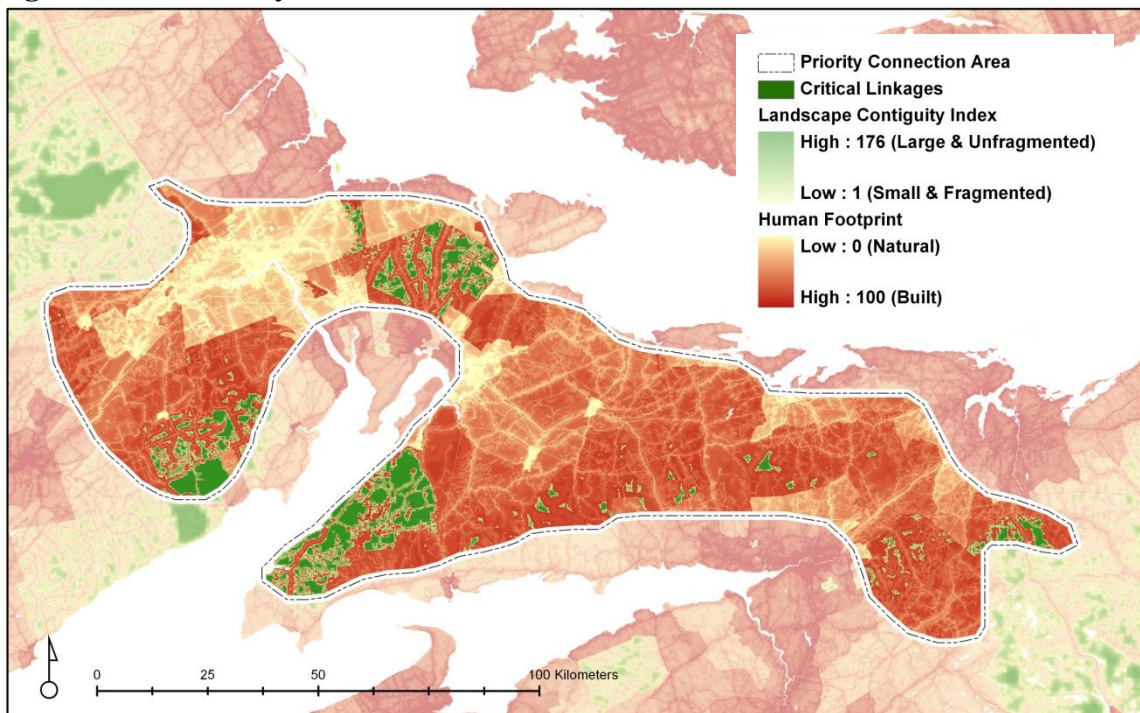 Priority Connection Area
Critical Linkages
Landscape Contiguity Index
High : 176 (Large & Unfragmented)
Low : 1 (Small & Fragmented)
Human Footprint
Low : 0 (Natural)
High : 100 (Built)
0 25 50 100 Kilometers